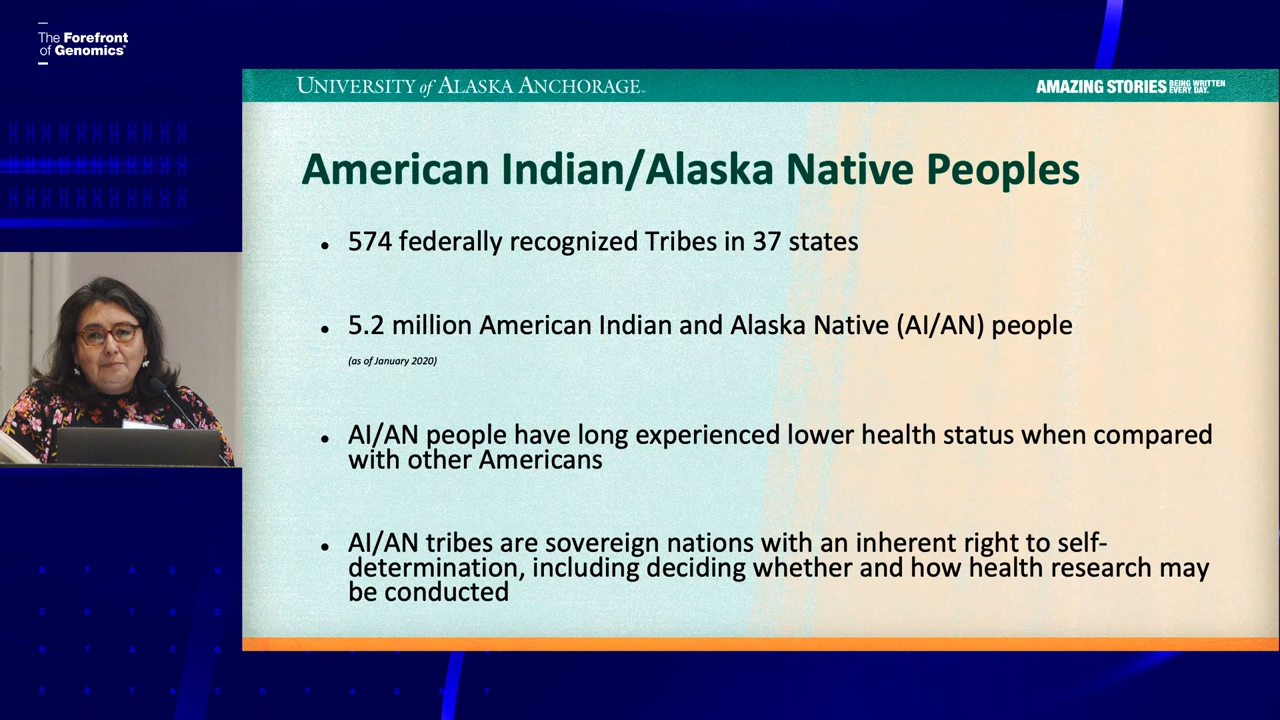 The Forefront
of Genomics®
UNIVERSITY of ALASKA ANCHORAGE
AMAZING STORIES BEING WRITTEN
EVERY DAY.
American Indian/Alaska Native Peoples
• 574 federally recognized Tribes in 37 states
• 5.2 million American Indian and Alaska Native (AI/AN) people
(as of January 2020)
• AI/AN people have long experienced lower health status when compared
with other Americans
• AI/AN tribes are sovereign nations with an inherent right to self-
determination, including deciding whether and how health research may
be conducted